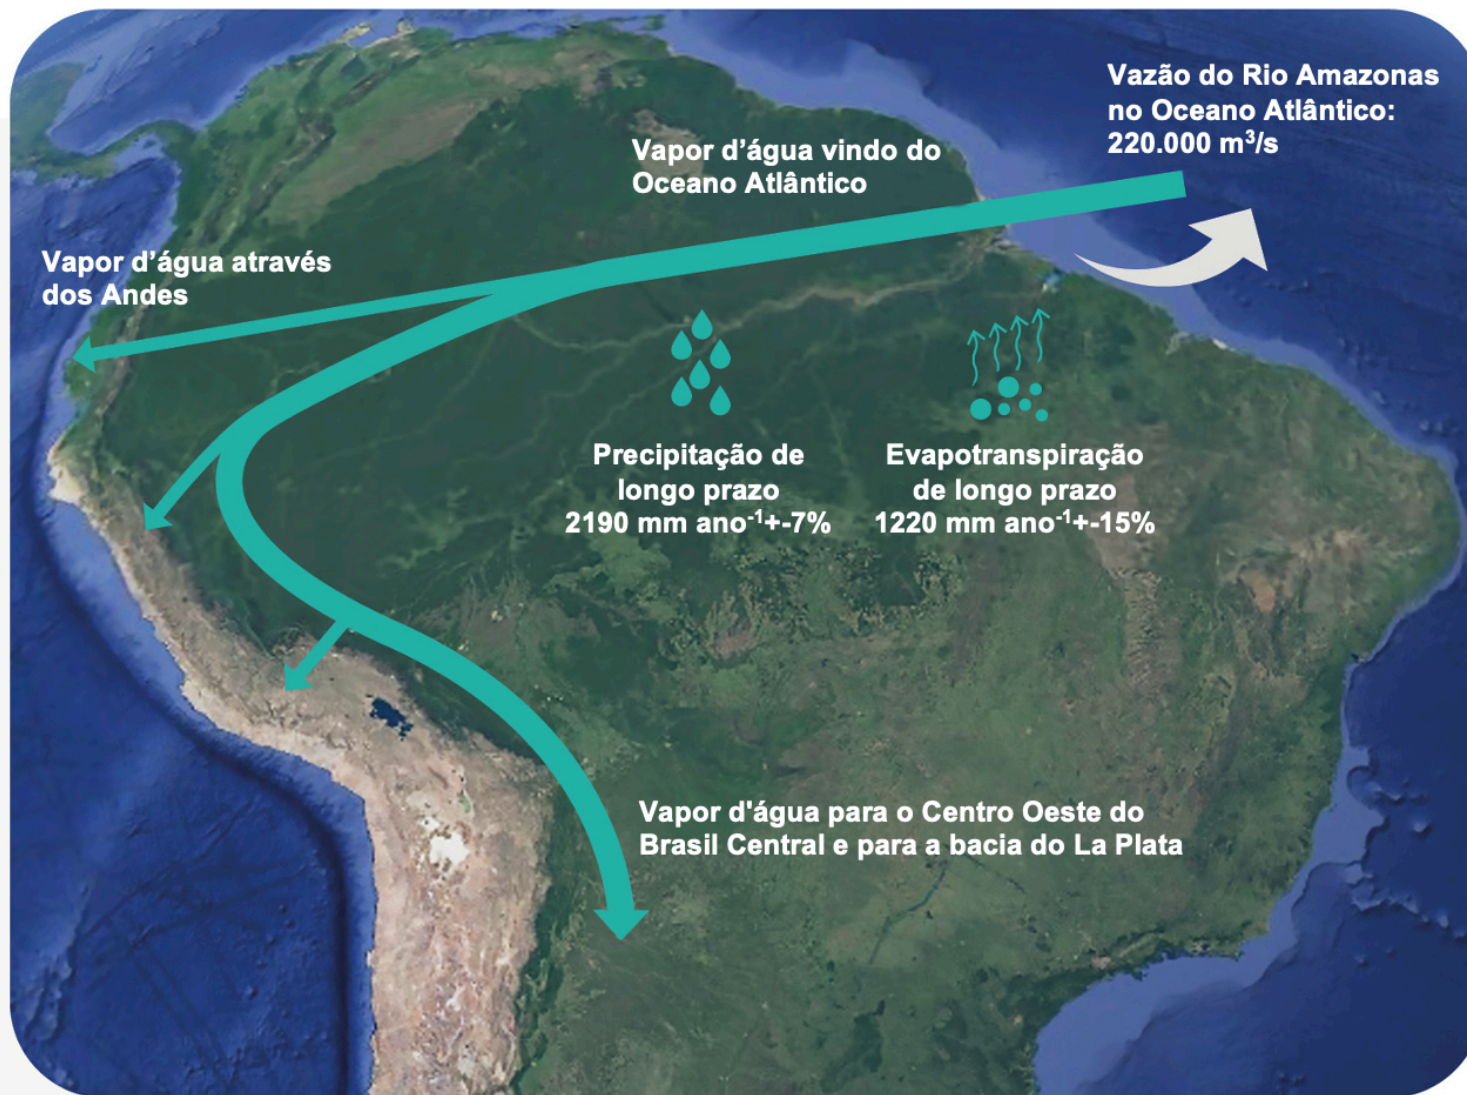 Vazão do Rio Amazonas
no Oceano Atlântico:
220.000 m³/s
Vapor d’água vindo do
Oceano Atlântico
Vapor d’água através
dos Andes
Precipitação de
longo prazo
2190 mm ano⁻¹+-7%
Evapotranspiração
de longo prazo
1220 mm ano⁻¹+-15%
Vapor d'água para o Centro Oeste do
Brasil Central e para a bacia do La Plata